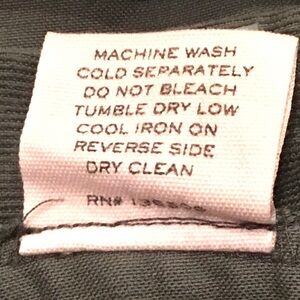 MACHINE WASH
COLD SEPARATELY
DO NOT BLEACH
TUMBLE DRY LOW
COOL IRON ON
REVERSE SIDE
DRY CLEAN
RN#